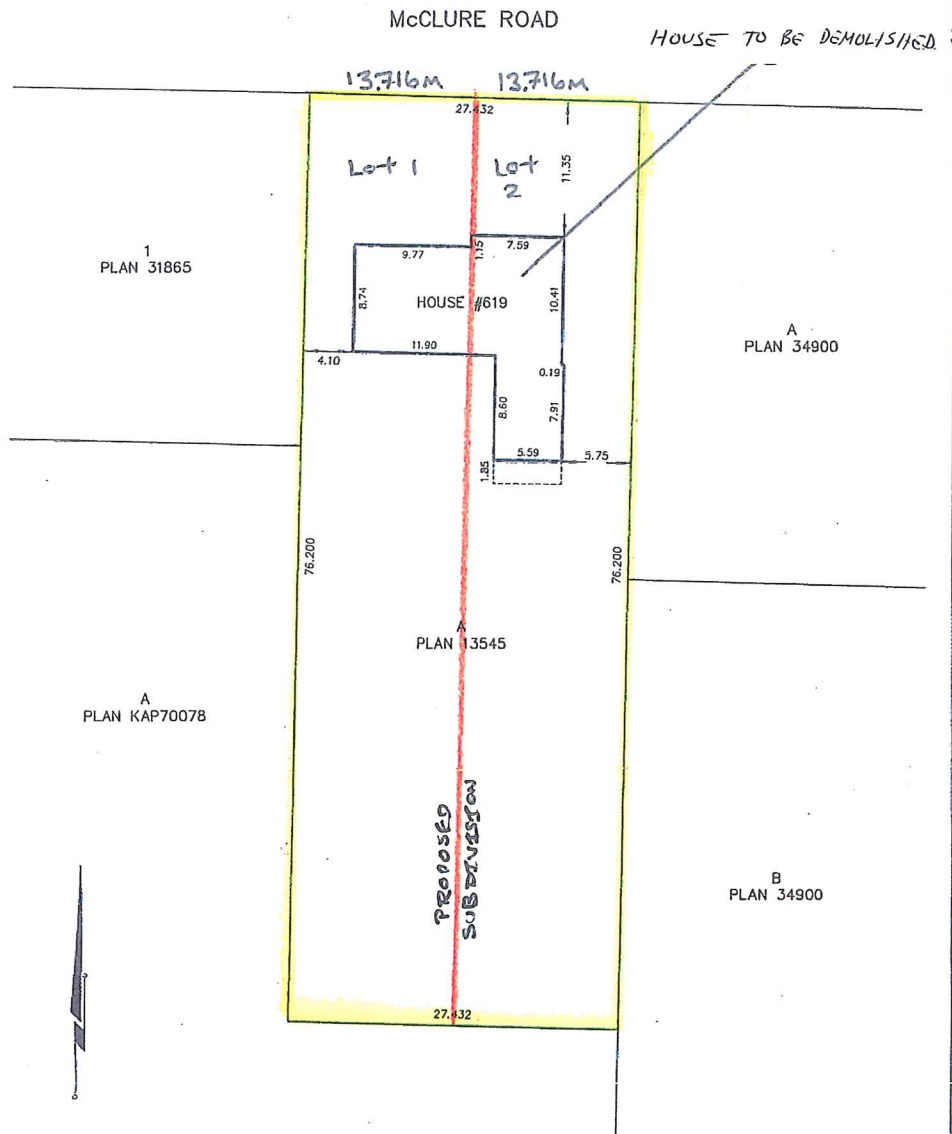 McCLURE ROAD
HOUSE TO BE DEMOLISHED
13.716M 13.716M
27.432
Lot 1
Lot
2
11.35
1
PLAN 31865
9.77
1.15
7.59
8.74
HOUSE #619
10.41
A
PLAN 34900
4.10
11.90
0.19
8.60
7.91
5.59
5.75
1.85
76.200
76.200
A
PLAN 13545
A
PLAN KAP70078
PROPOSED
SUBDIVISION
B
PLAN 34900
27.432